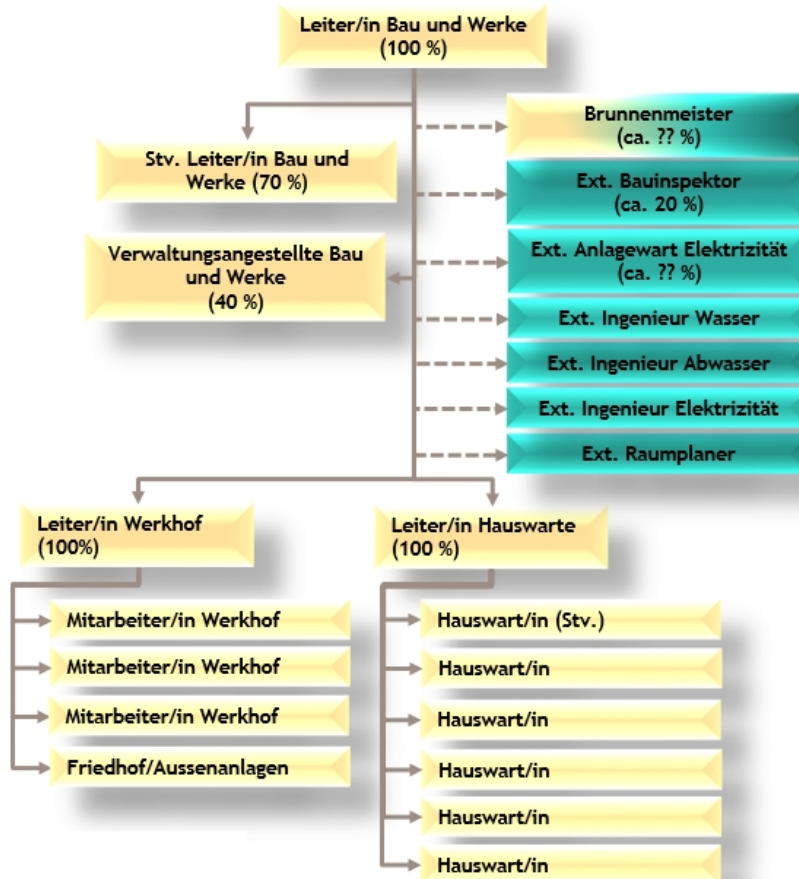 Leiter/in Bau und Werke
(100 %)
Brunnenmeister
(ca. ?? %)
Stv. Leiter/in Bau und
Werke (70 %)
Ext. Bauinspektor
(ca. 20 %)
Verwaltungsangestellte Bau
und Werke
(40 %)
Ext. Anlagewart Elektrizität
(ca. ?? %)
Ext. Ingenieur Wasser
Ext. Ingenieur Abwasser
Ext. Ingenieur Elektrizität
Ext. Raumplaner
Leiter/in Werkhof
(100%)
Leiter/in Hauswarte
(100 %)
Mitarbeiter/in Werkhof
Mitarbeiter/in Werkhof
Mitarbeiter/in Werkhof
Friedhof/Aussenanlagen
Hauswart/in (Stv.)
Hauswart/in
Hauswart/in
Hauswart/in
Hauswart/in
Hauswart/in